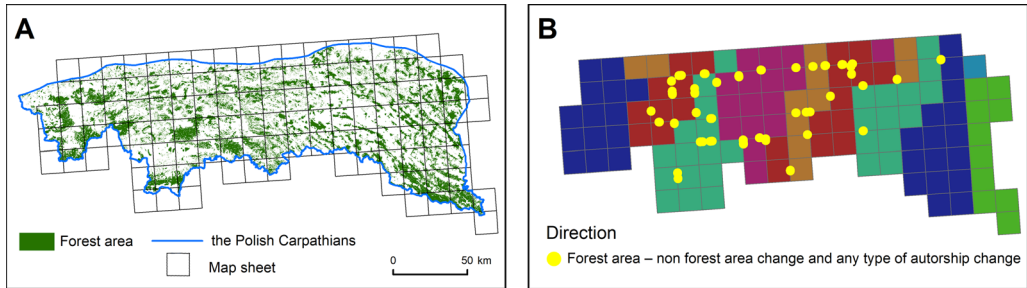 A
Forest area
the Polish Carpathians
Map sheet
0 50 km
B
Direction
Forest area – non forest area change and any type of autorship change